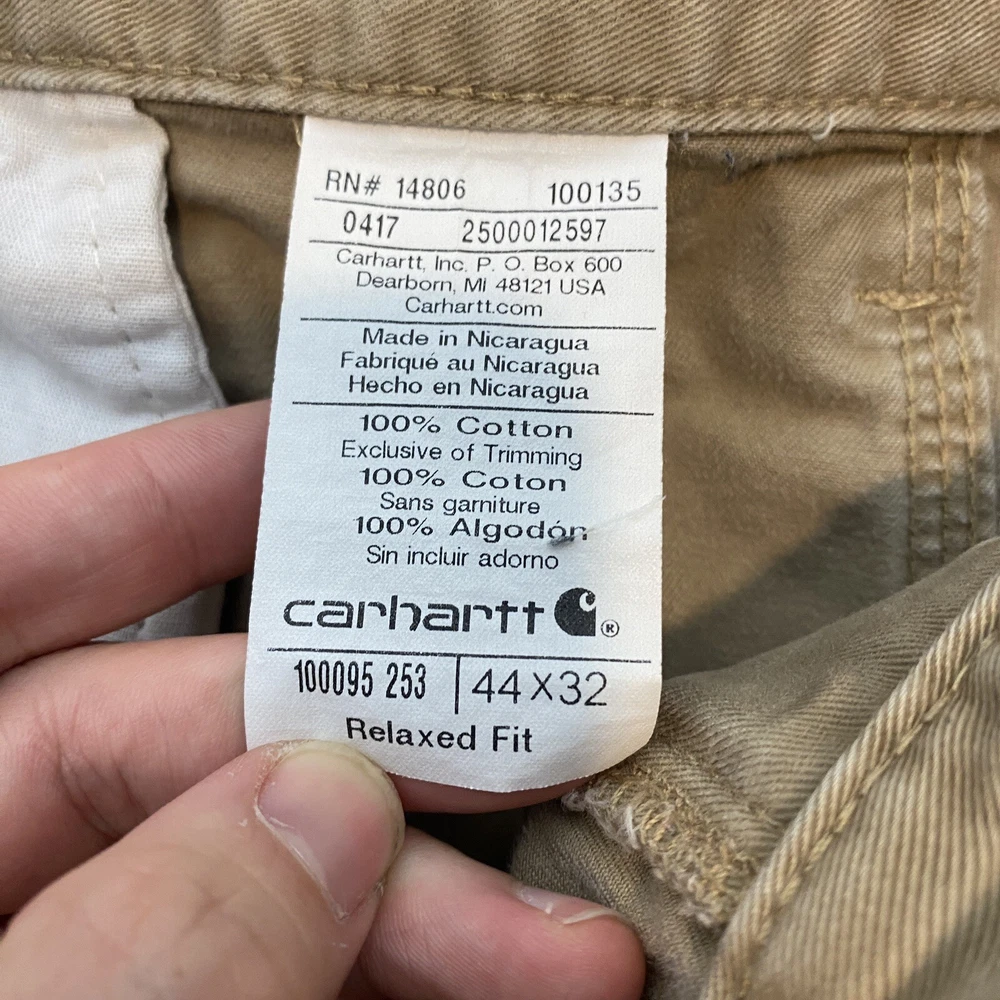 RN# 14806 100135
0417 2500012597
Carhartt, Inc. P. O. Box 600
Dearborn, MI 48121 USA
Carhartt.com
Made in Nicaragua
Fabriqué au Nicaragua
Hecho en Nicaragua
100% Cotton
Exclusive of Trimming
100% Coton
Sans garniture
100% Algodón
Sin incluir adorno
carhartt ®
100095 253 44X32
Relaxed Fit